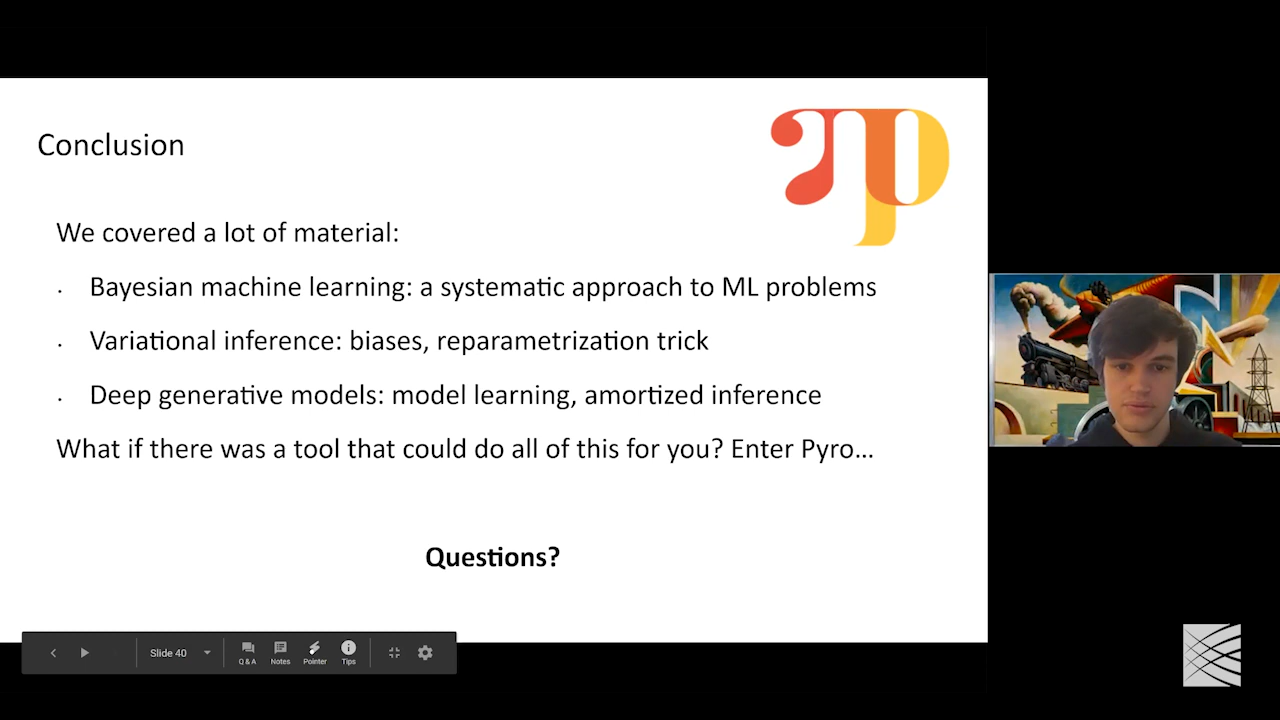 Conclusion
We covered a lot of material:
· Bayesian machine learning: a systematic approach to ML problems
· Variational inference: biases, reparametrization trick
· Deep generative models: model learning, amortized inference
What if there was a tool that could do all of this for you? Enter Pyro...
Questions?
Slide 40
Q & A
Notes
Pointer
Tips